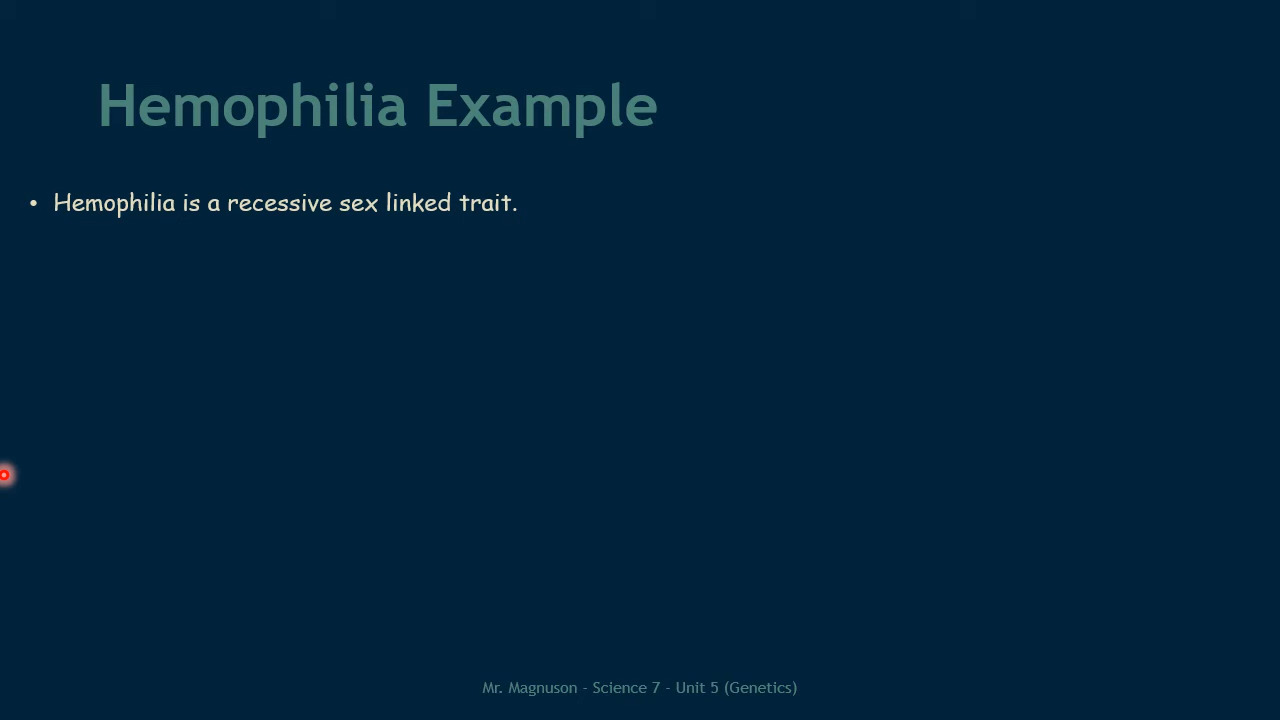 Hemophilia Example
• Hemophilia is a recessive sex linked trait.
Mr. Magnuson - Science 7 - Unit 5 (Genetics)